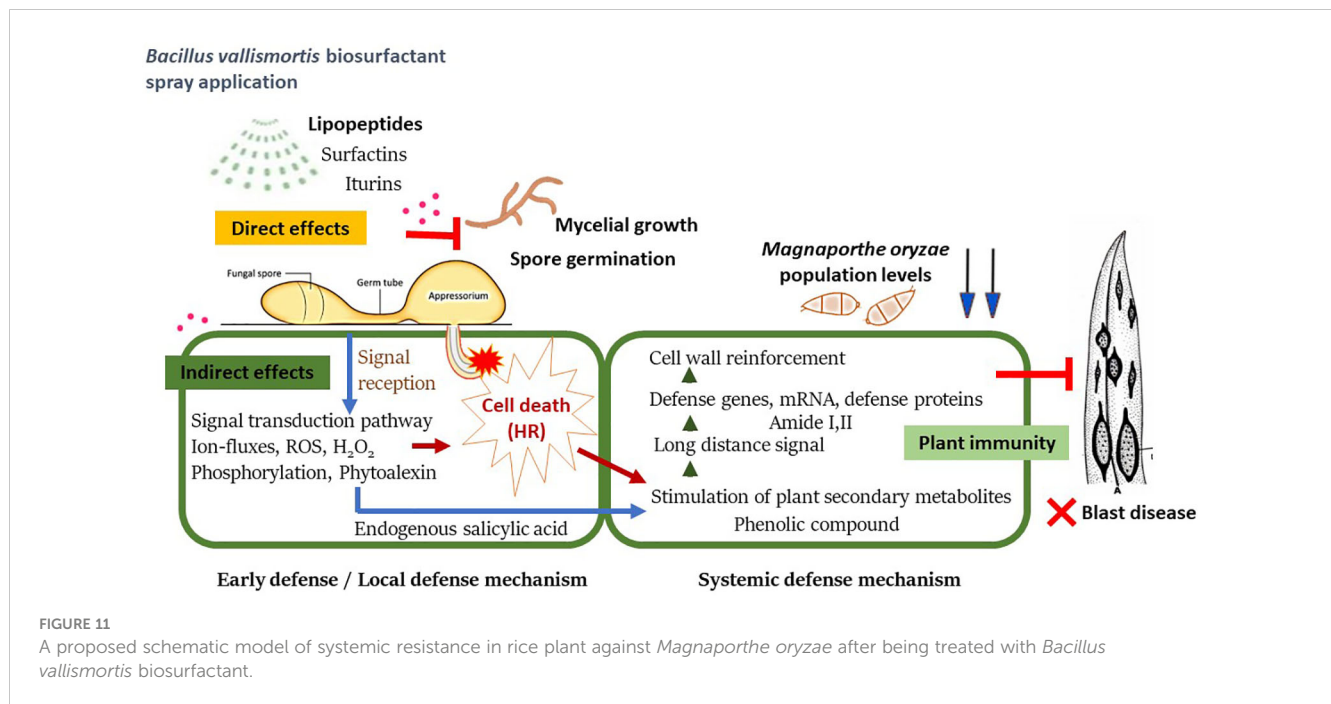 Bacillus vallismortis biosurfactant
spray application
Lipopeptides
Surfactins
Iturins
Direct effects
Mycelial growth
Spore germination
Fungal spore
Germ tube
Appressorium
Magnaporthe oryzae
population levels
Indirect effects
Signal
reception
Signal transduction pathway
Ion-fluxes, ROS, H₂O₂
Phosphorylation, Phytoalexin
Cell death
(HR)
Endogenous salicylic acid
Cell wall reinforcement
Defense genes, mRNA, defense proteins
Amide I,II
Long distance signal
Plant immunity
Stimulation of plant secondary metabolites
Phenolic compound
A
Blast disease
Early defense / Local defense mechanism
Systemic defense mechanism
FIGURE 11
A proposed schematic model of systemic resistance in rice plant against Magnaporthe oryzae after being treated with Bacillus
vallismortis biosurfactant.